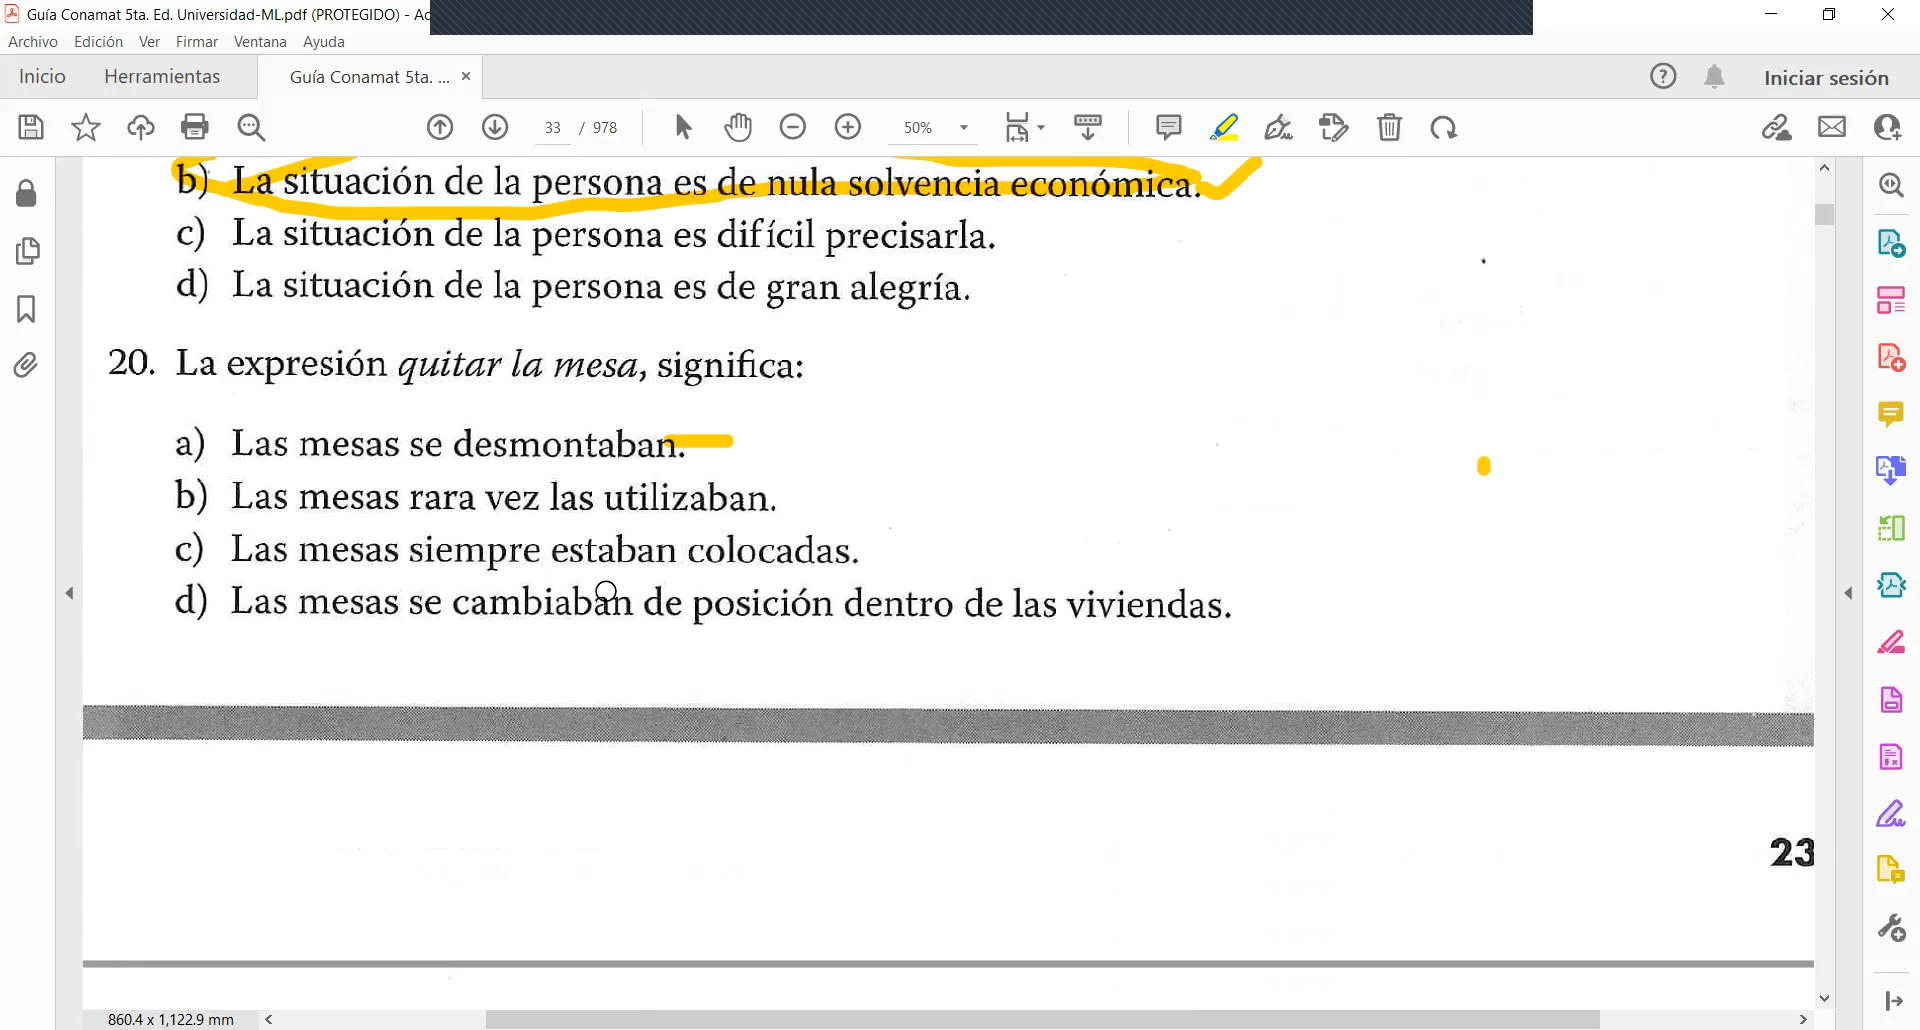 Guía Conamat 5ta. Ed. Universidad-ML.pdf (PROTEGIDO) - Ac
Archivo Edición Ver Firmar Ventana Ayuda
Inicio Herramientas Guía Conamat 5ta. ... × Iniciar sesión
33 / 978 50%
b) La situación de la persona es de nula solvencia económica.
c) La situación de la persona es difícil precisarla.
d) La situación de la persona es de gran alegría.
20. La expresión quitar la mesa, significa:
a) Las mesas se desmontaban.
b) Las mesas rara vez las utilizaban.
c) Las mesas siempre estaban colocadas.
d) Las mesas se cambiaban de posición dentro de las viviendas.
23
860.4 x 1,122.9 mm